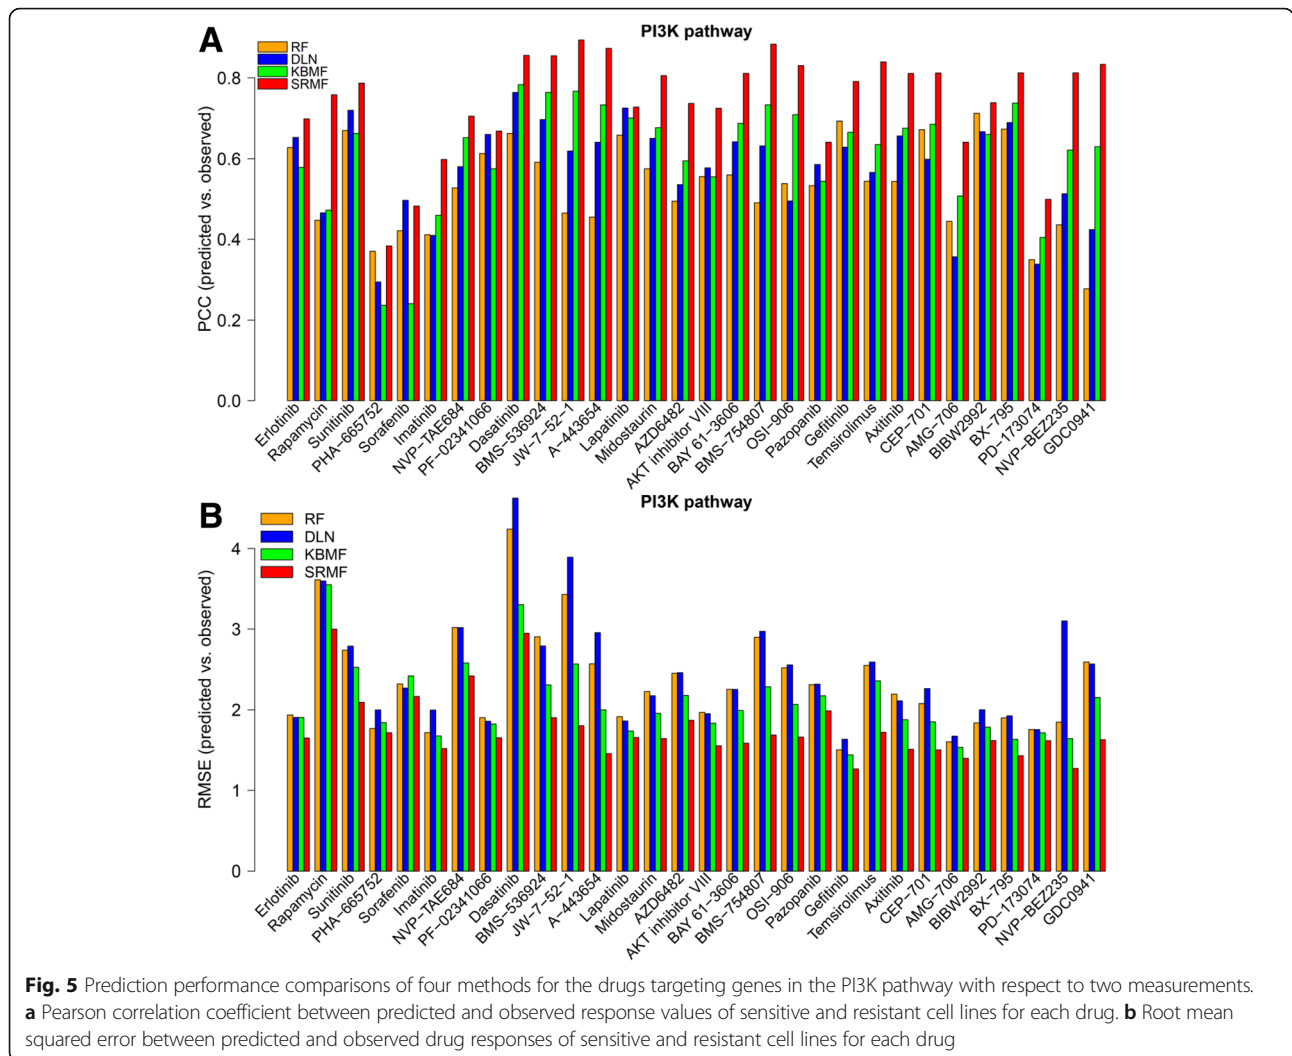 A
PI3K pathway
RF
DLN
KBMF
SRMF
PCC (predicted vs. observed)
0.8
0.6
0.4
0.2
0.0
Erlotinib
Rapamycin
Sunitinib
PHA−665752
Sorafenib
Imatinib
NVP−TAE684
PF−02341066
Dasatinib
BMS−536924
JW−7−52−1
A−443654
Lapatinib
Midostaurin
AZD6482
AKT inhibitor VIII
BAY 61−3606
BMS−754807
OSI−906
Pazopanib
Gefitinib
Temsirolimus
Axitinib
CEP−701
AMG−706
BIBW2992
BX−795
PD−173074
NVP−BEZ235
GDC0941
B
PI3K pathway
RF
DLN
KBMF
SRMF
RMSE (predicted vs. observed)
4
3
2
1
0
Erlotinib
Rapamycin
Sunitinib
PHA−665752
Sorafenib
Imatinib
NVP−TAE684
PF−02341066
Dasatinib
BMS−536924
JW−7−52−1
A−443654
Lapatinib
Midostaurin
AZD6482
AKT inhibitor VIII
BAY 61−3606
BMS−754807
OSI−906
Pazopanib
Gefitinib
Temsirolimus
Axitinib
CEP−701
AMG−706
BIBW2992
BX−795
PD−173074
NVP−BEZ235
GDC0941
Fig. 5 Prediction performance comparisons of four methods for the drugs targeting genes in the PI3K pathway with respect to two measurements.
a Pearson correlation coefficient between predicted and observed response values of sensitive and resistant cell lines for each drug. b Root mean
squared error between predicted and observed drug responses of sensitive and resistant cell lines for each drug